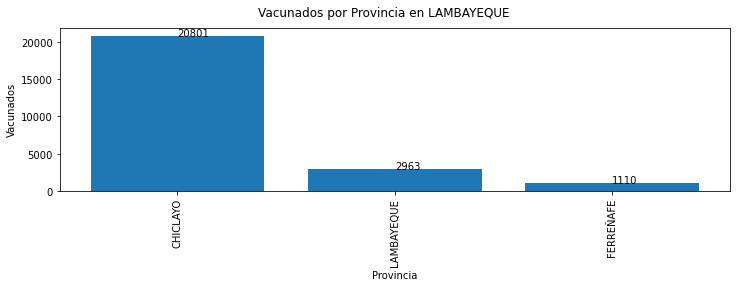 Vacunados por Provincia en LAMBAYEQUE
20801
20000
15000
10000
5000
0
Vacunados
2963
1110
CHICLAYO
LAMBAYEQUE
FERREÑAFE
Provincia